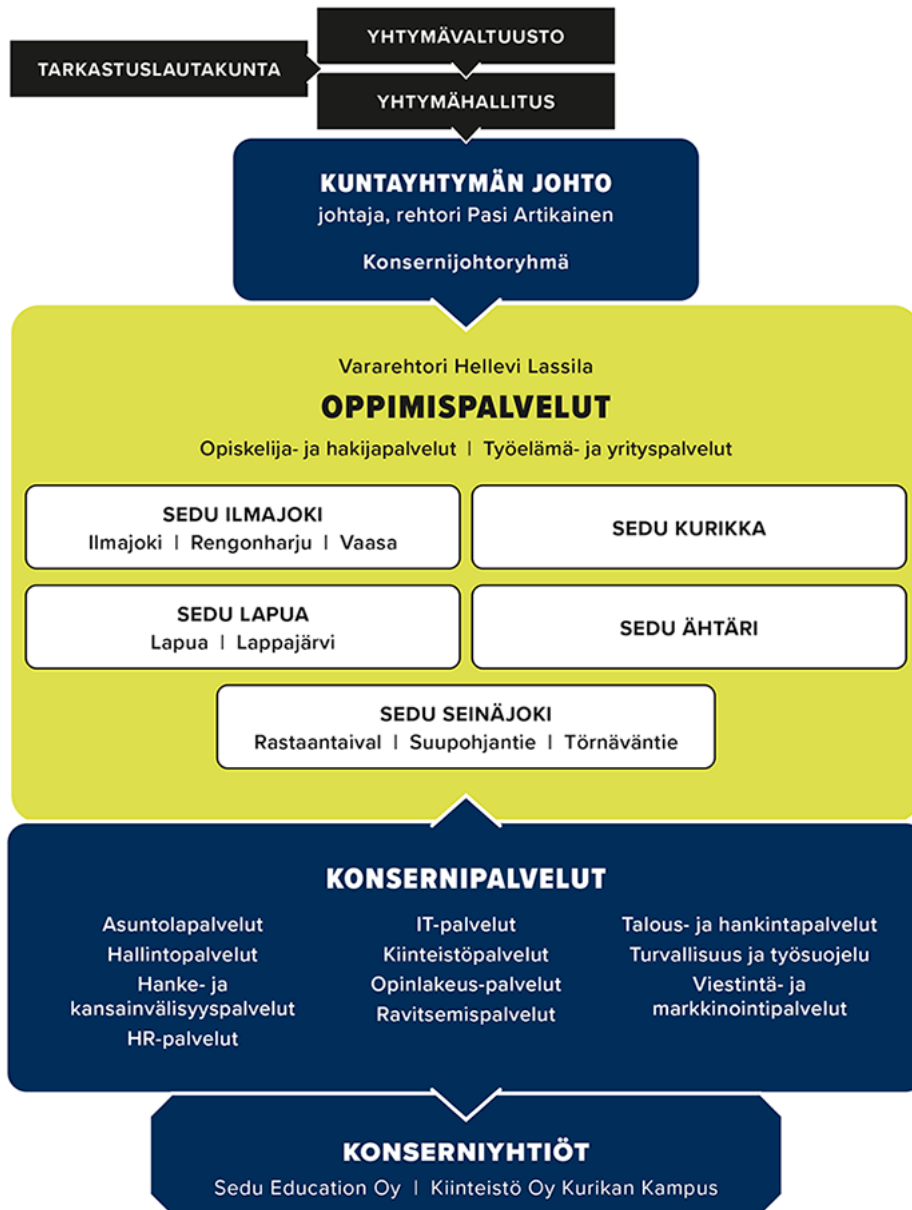 YHTYMÄVALTUUSTO
TARKASTUSLAUTAKUNTA
YHTYMÄHALLITUS
KUNTAYHTYMÄN JOHTO
johtaja, rehtori Pasi Artikainen
Konsernijohtoryhmä
Vararehtori Hellevi Lassila
OPPIMISPALVELUT
Opiskelija- ja hakijapalvelut | Työelämä- ja yrityspalvelut
SEDU ILMAJOKI
Ilmajoki | Rengonharju | Vaasa
SEDU KURIKKA
SEDU LAPUA
Lapua | Lappajärvi
SEDU ÄHTÄRI
SEDU SEINÄJOKI
Rastaantaival | Suupohjantie | Törnäväntie
KONSERNIPALVELUT
Asuntolapalvelut
Hallintopalvelut
Hanke- ja
kansainvälisyyspalvelut
HR-palvelut
IT-palvelut
Kiinteistöpalvelut
Opinlakeus-palvelut
Ravitsemispalvelut
Talous- ja hankintapalvelut
Turvallisuus ja työsuojelu
Viestintä- ja
markkinointipalvelut
KONSERNIYHTIÖT
Sedu Education Oy | Kiinteistö Oy Kurikan Kampus